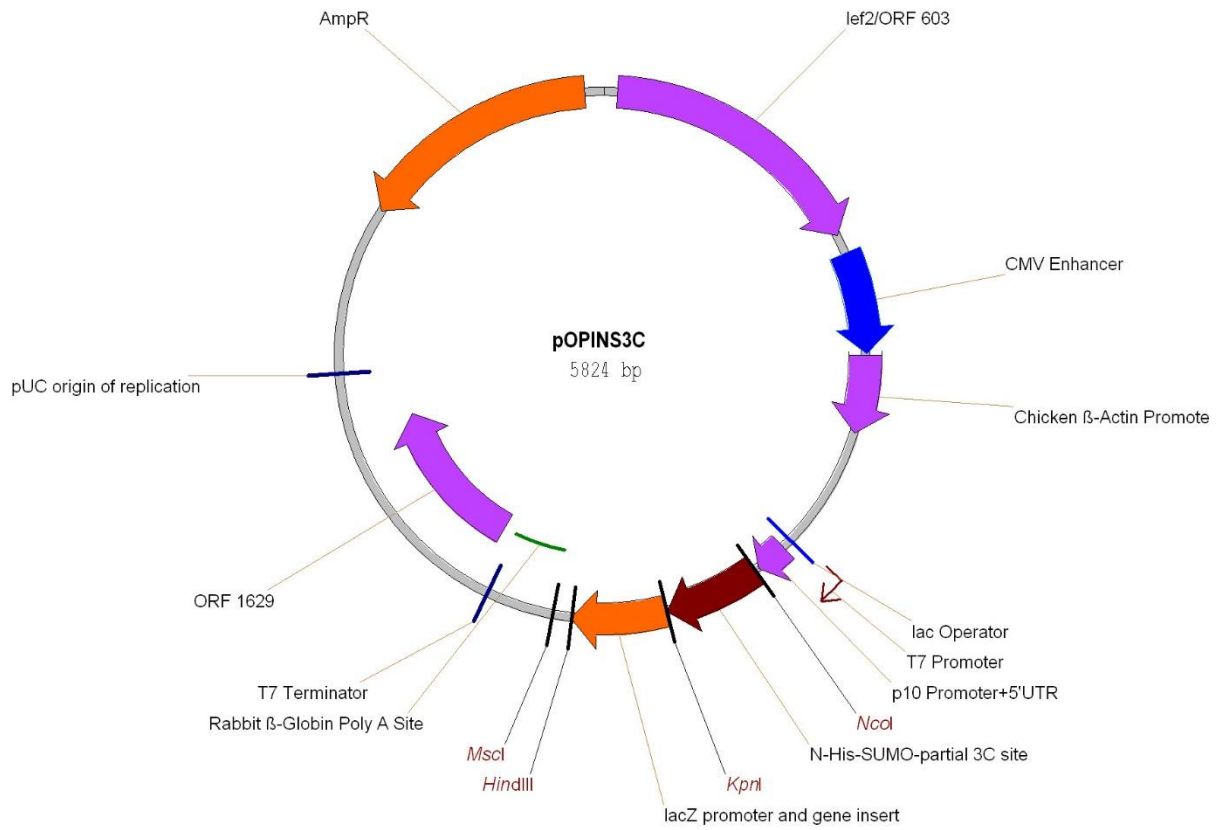 AmpR
lef2/ORF 603
CMV Enhancer
pOPINS3C
5824 bp
pUC origin of replication
Chicken ß-Actin Promote
ORF 1629
lac Operator
T7 Promoter
T7 Terminator
p10 Promoter+5'UTR
Rabbit ß-Globin Poly A Site
NcoI
MscI
N-His-SUMO-partial 3C site
HindIII
KpnI
lacZ promoter and gene insert